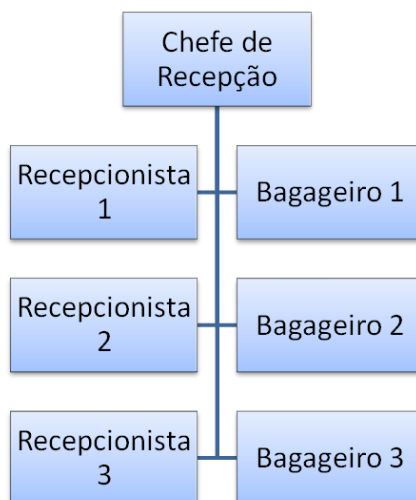 Chefe de
Recepção
Recepcionista
1
Bagageiro 1
Recepcionista
2
Bagageiro 2
Recepcionista
3
Bagageiro 3